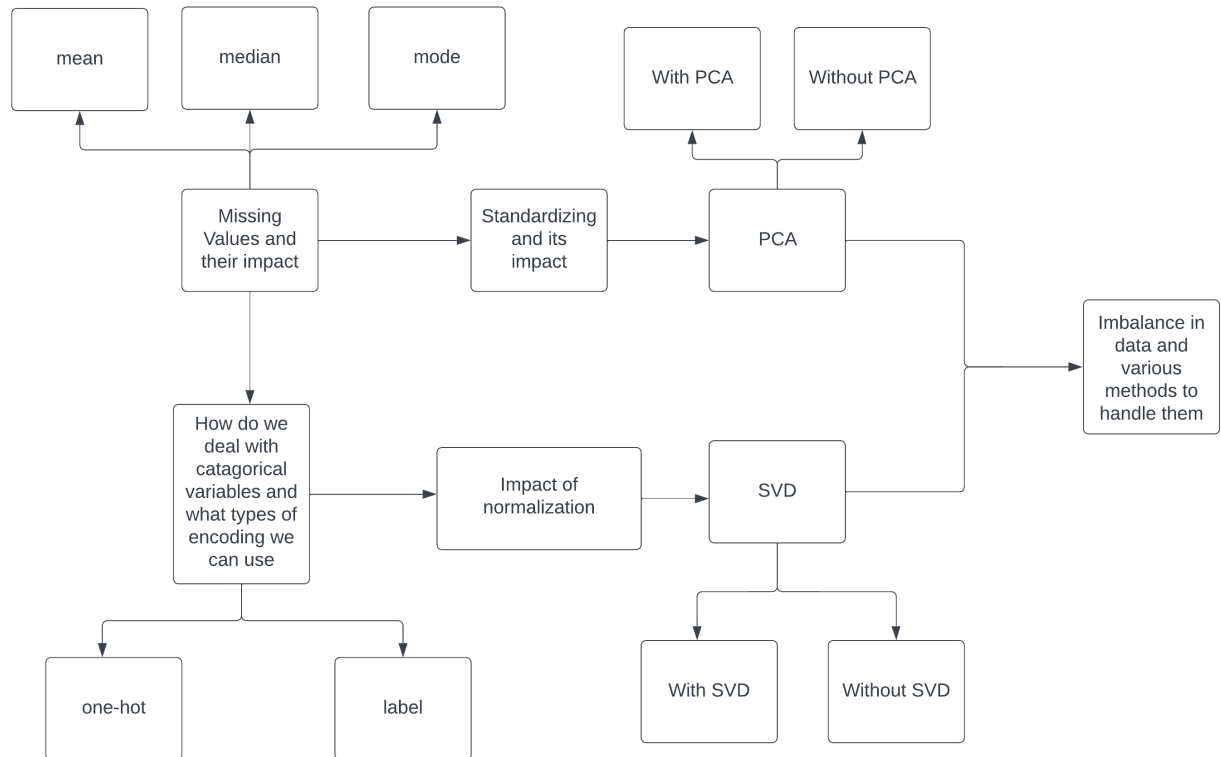 mean
median
mode
With PCA
Without PCA
Missing
Values and
their impact
Standardizing
and its
impact
PCA
Imbalance in
data and
various
methods to
handle them
How do we
deal with
catagorical
variables and
what types of
encoding we
can use
Impact of
normalization
SVD
one-hot
label
With SVD
Without SVD